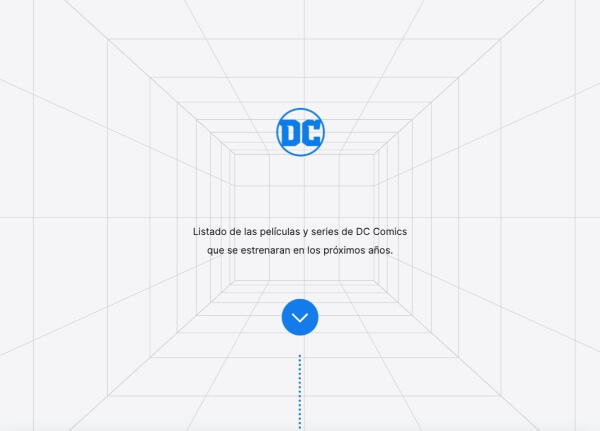 DC
Listado de las películas y series de DC Comics
que se estrenaran en los próximos años.